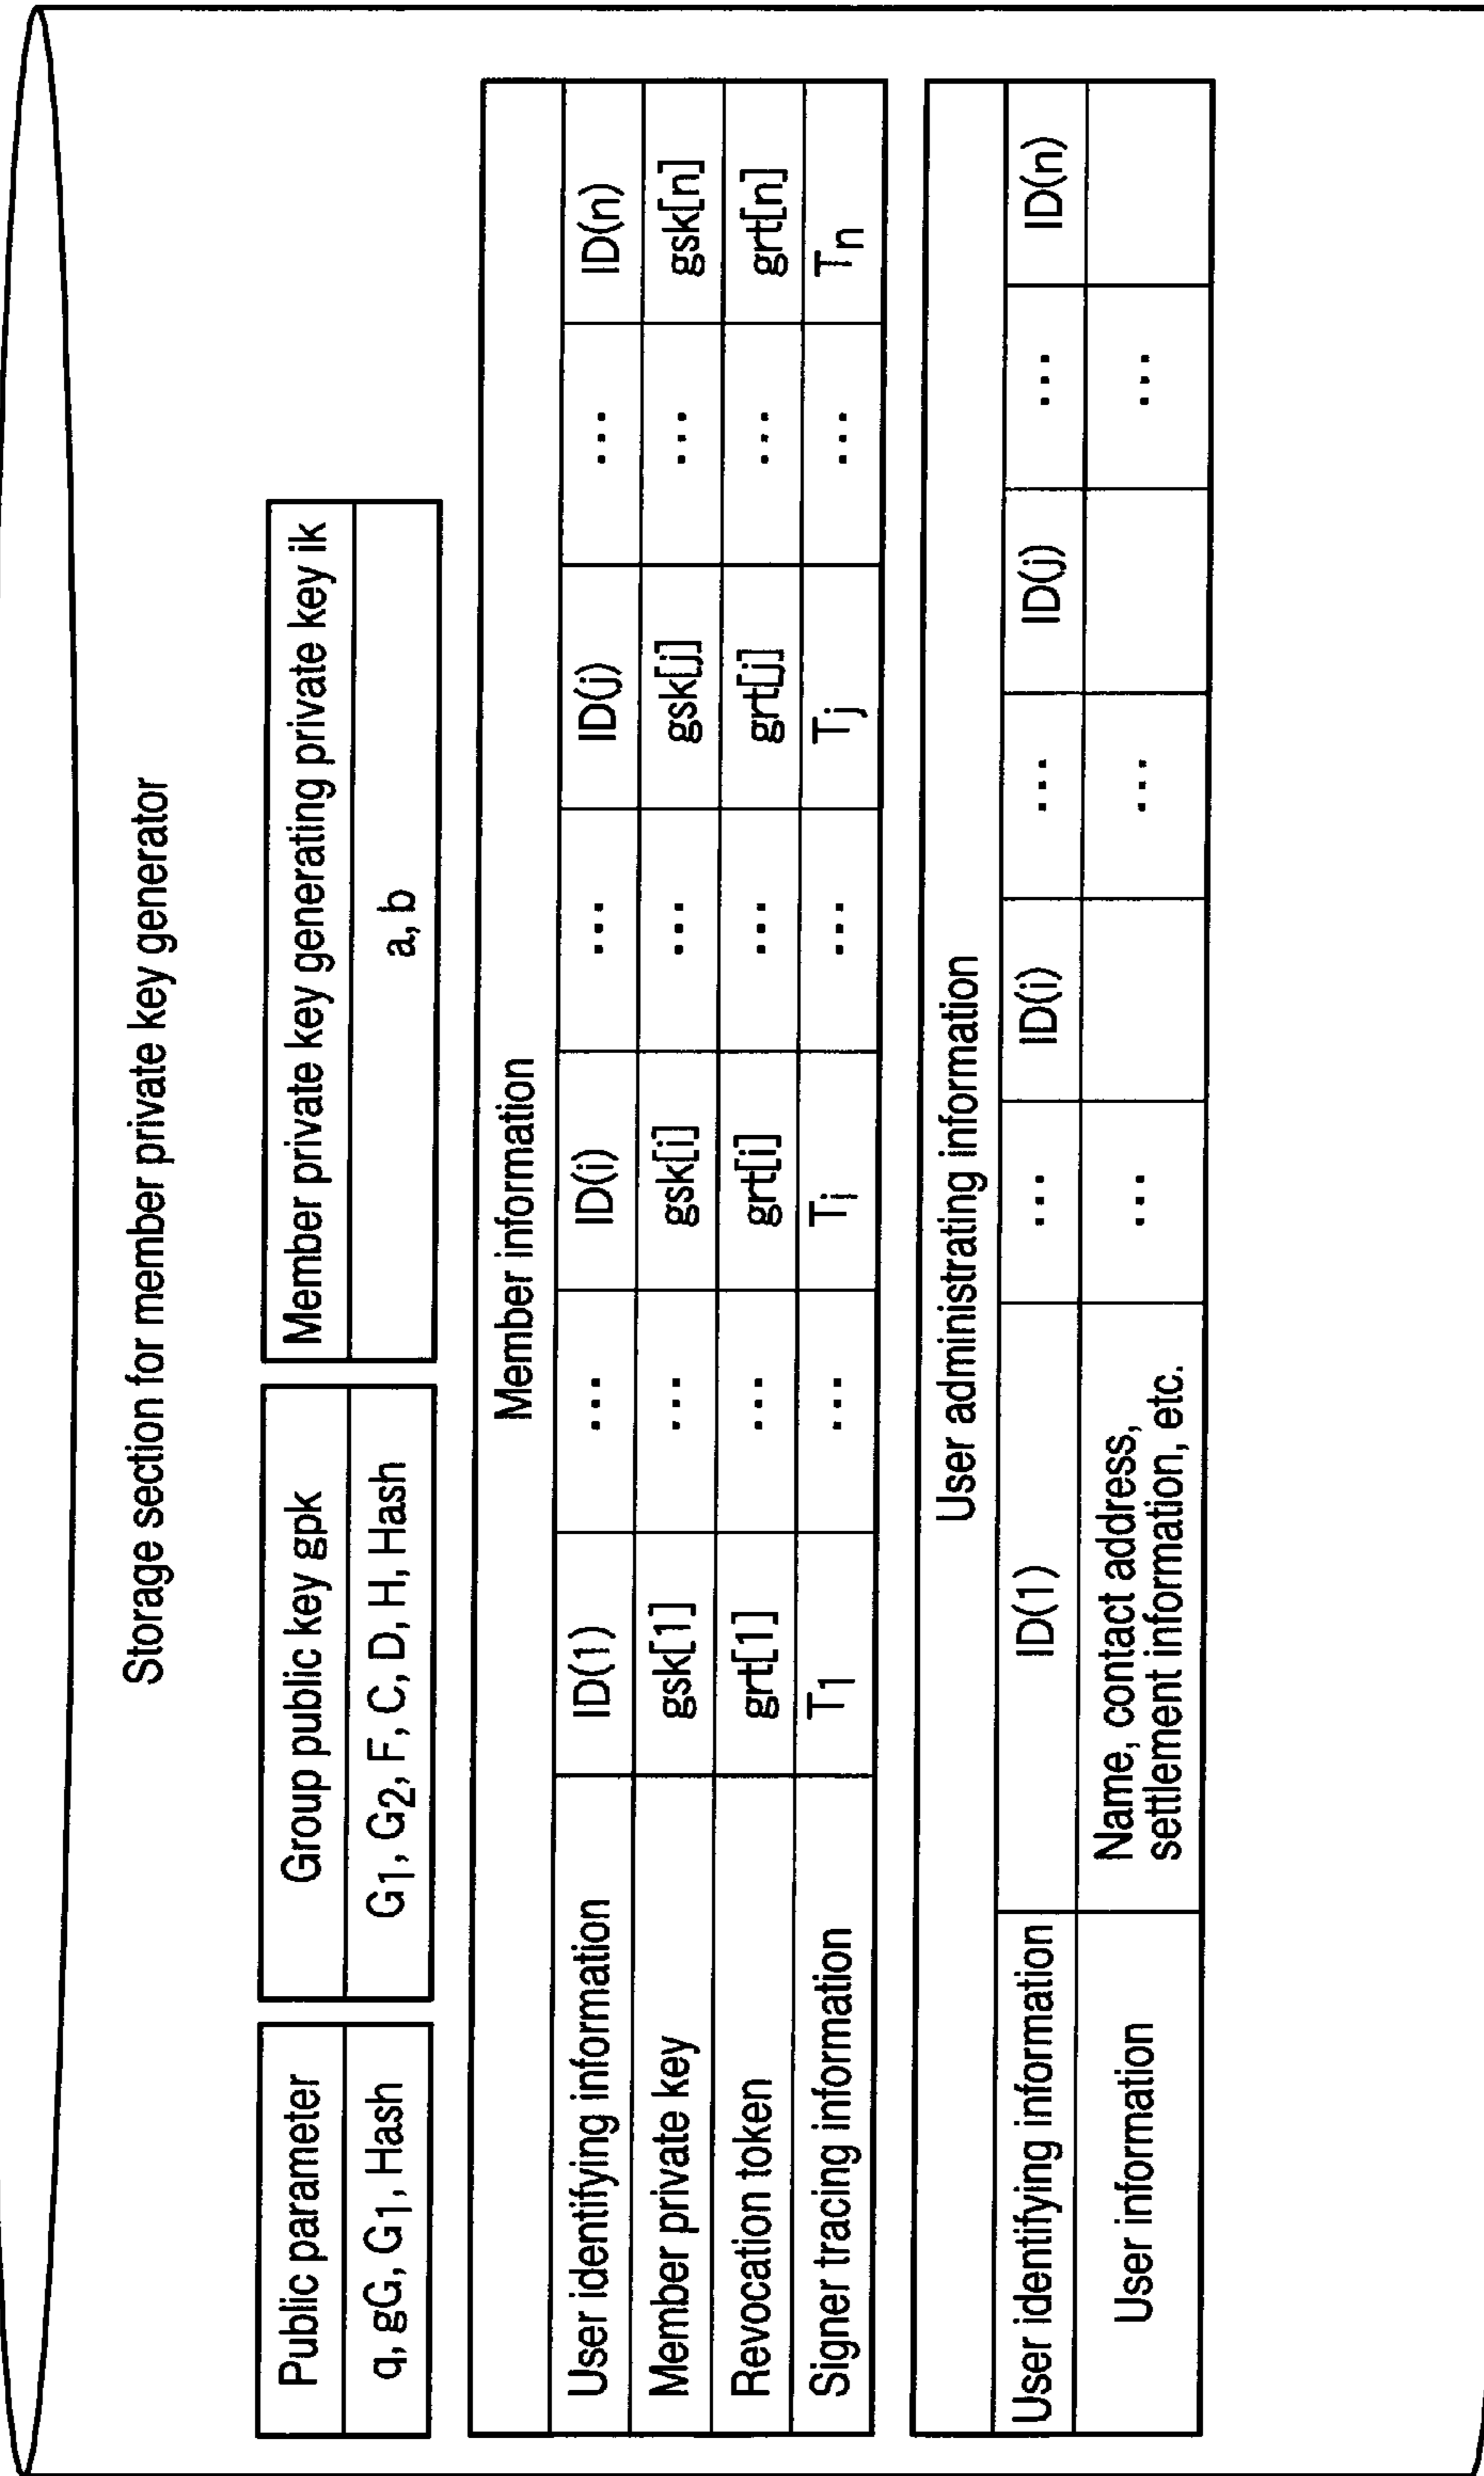 Storage section for member private key generator
Public parameter
q, gG, G1, Hash
Group public key gpk
G1, G2, F, C, D, H, Hash
Member private key generating private key ik
a, b
Member information
User identifying information ID(1) ... ID(i) ... ID(j) ... ID(n)
Member private key gsk[1] ... gsk[i] ... gsk[j] ... gsk[n]
Revocation token grt[1] ... grt[i] ... grt[j] ... grt[n]
Signer tracing information T1 ... Ti ... Tj ... Tn
User administrating information
User identifying information ID(1) ... ID(i) ... ID(j) ... ID(n)
User information Name, contact address, ... ... ...
settlement information, etc.